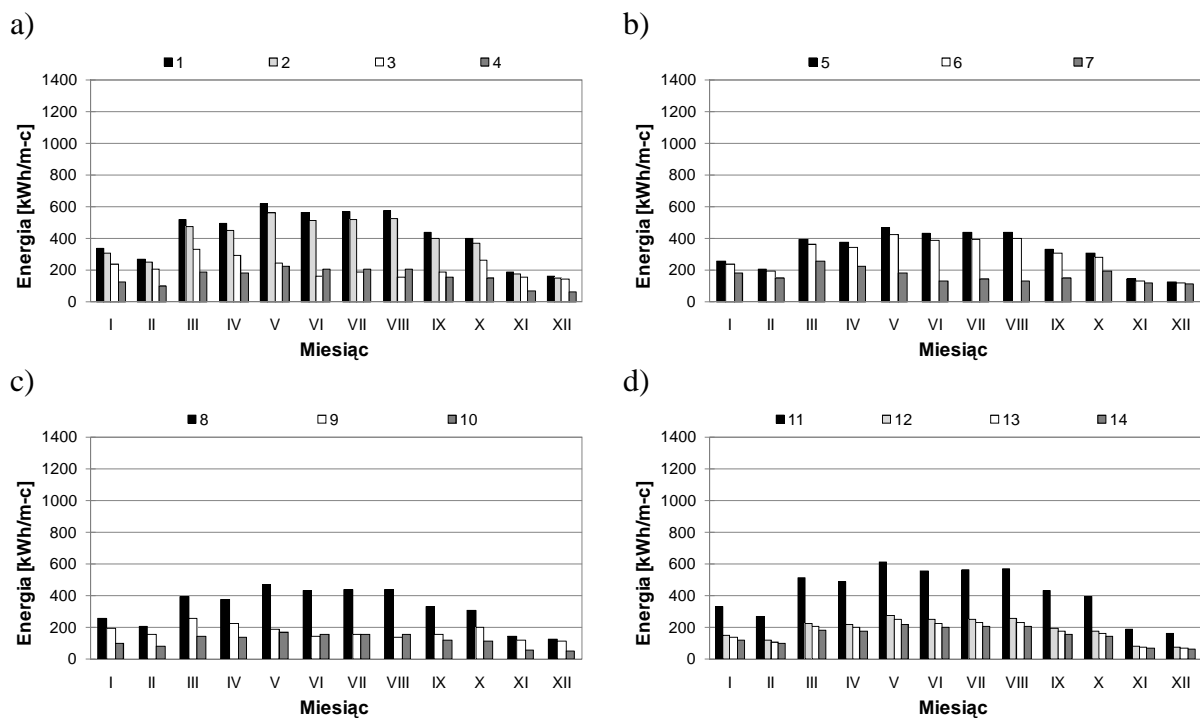 a)
1 2 3 4
Energia [kWh/m-c]
1400
1200
1000
800
600
400
200
0
I II III IV V VI VII VIII IX X XI XII
Miesiąc
b)
5 6 7
Energia [kWh/m-c]
1400
1200
1000
800
600
400
200
0
I II III IV V VI VII VIII IX X XI XII
Miesiąc
c)
8 9 10
Energia [kWh/m-c]
1400
1200
1000
800
600
400
200
0
I II III IV V VI VII VIII IX X XI XII
Miesiąc
d)
11 12 13 14
Energia [kWh/m-c]
1400
1200
1000
800
600
400
200
0
I II III IV V VI VII VIII IX X XI XII
Miesiąc